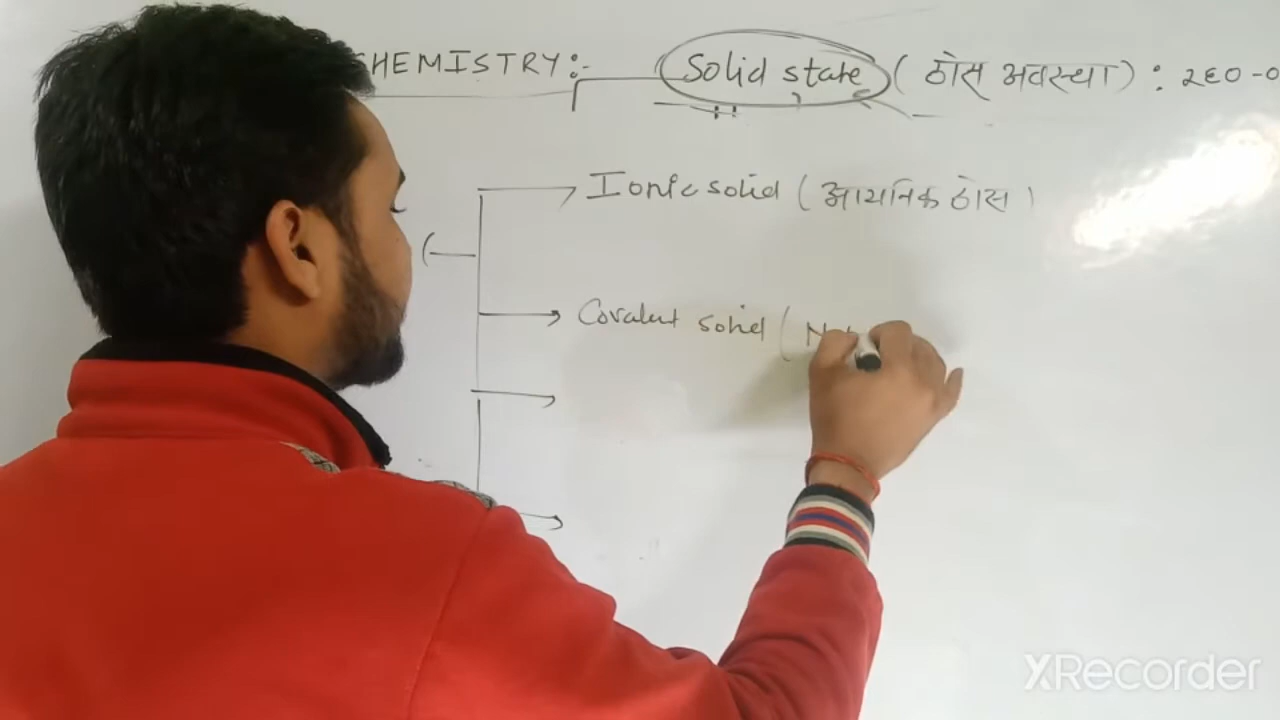 CHEMISTRY:- Solid state (ठोस अवस्था) :
Ionic solid (आयनिक ठोस)
Covalent solid (
XRecorder